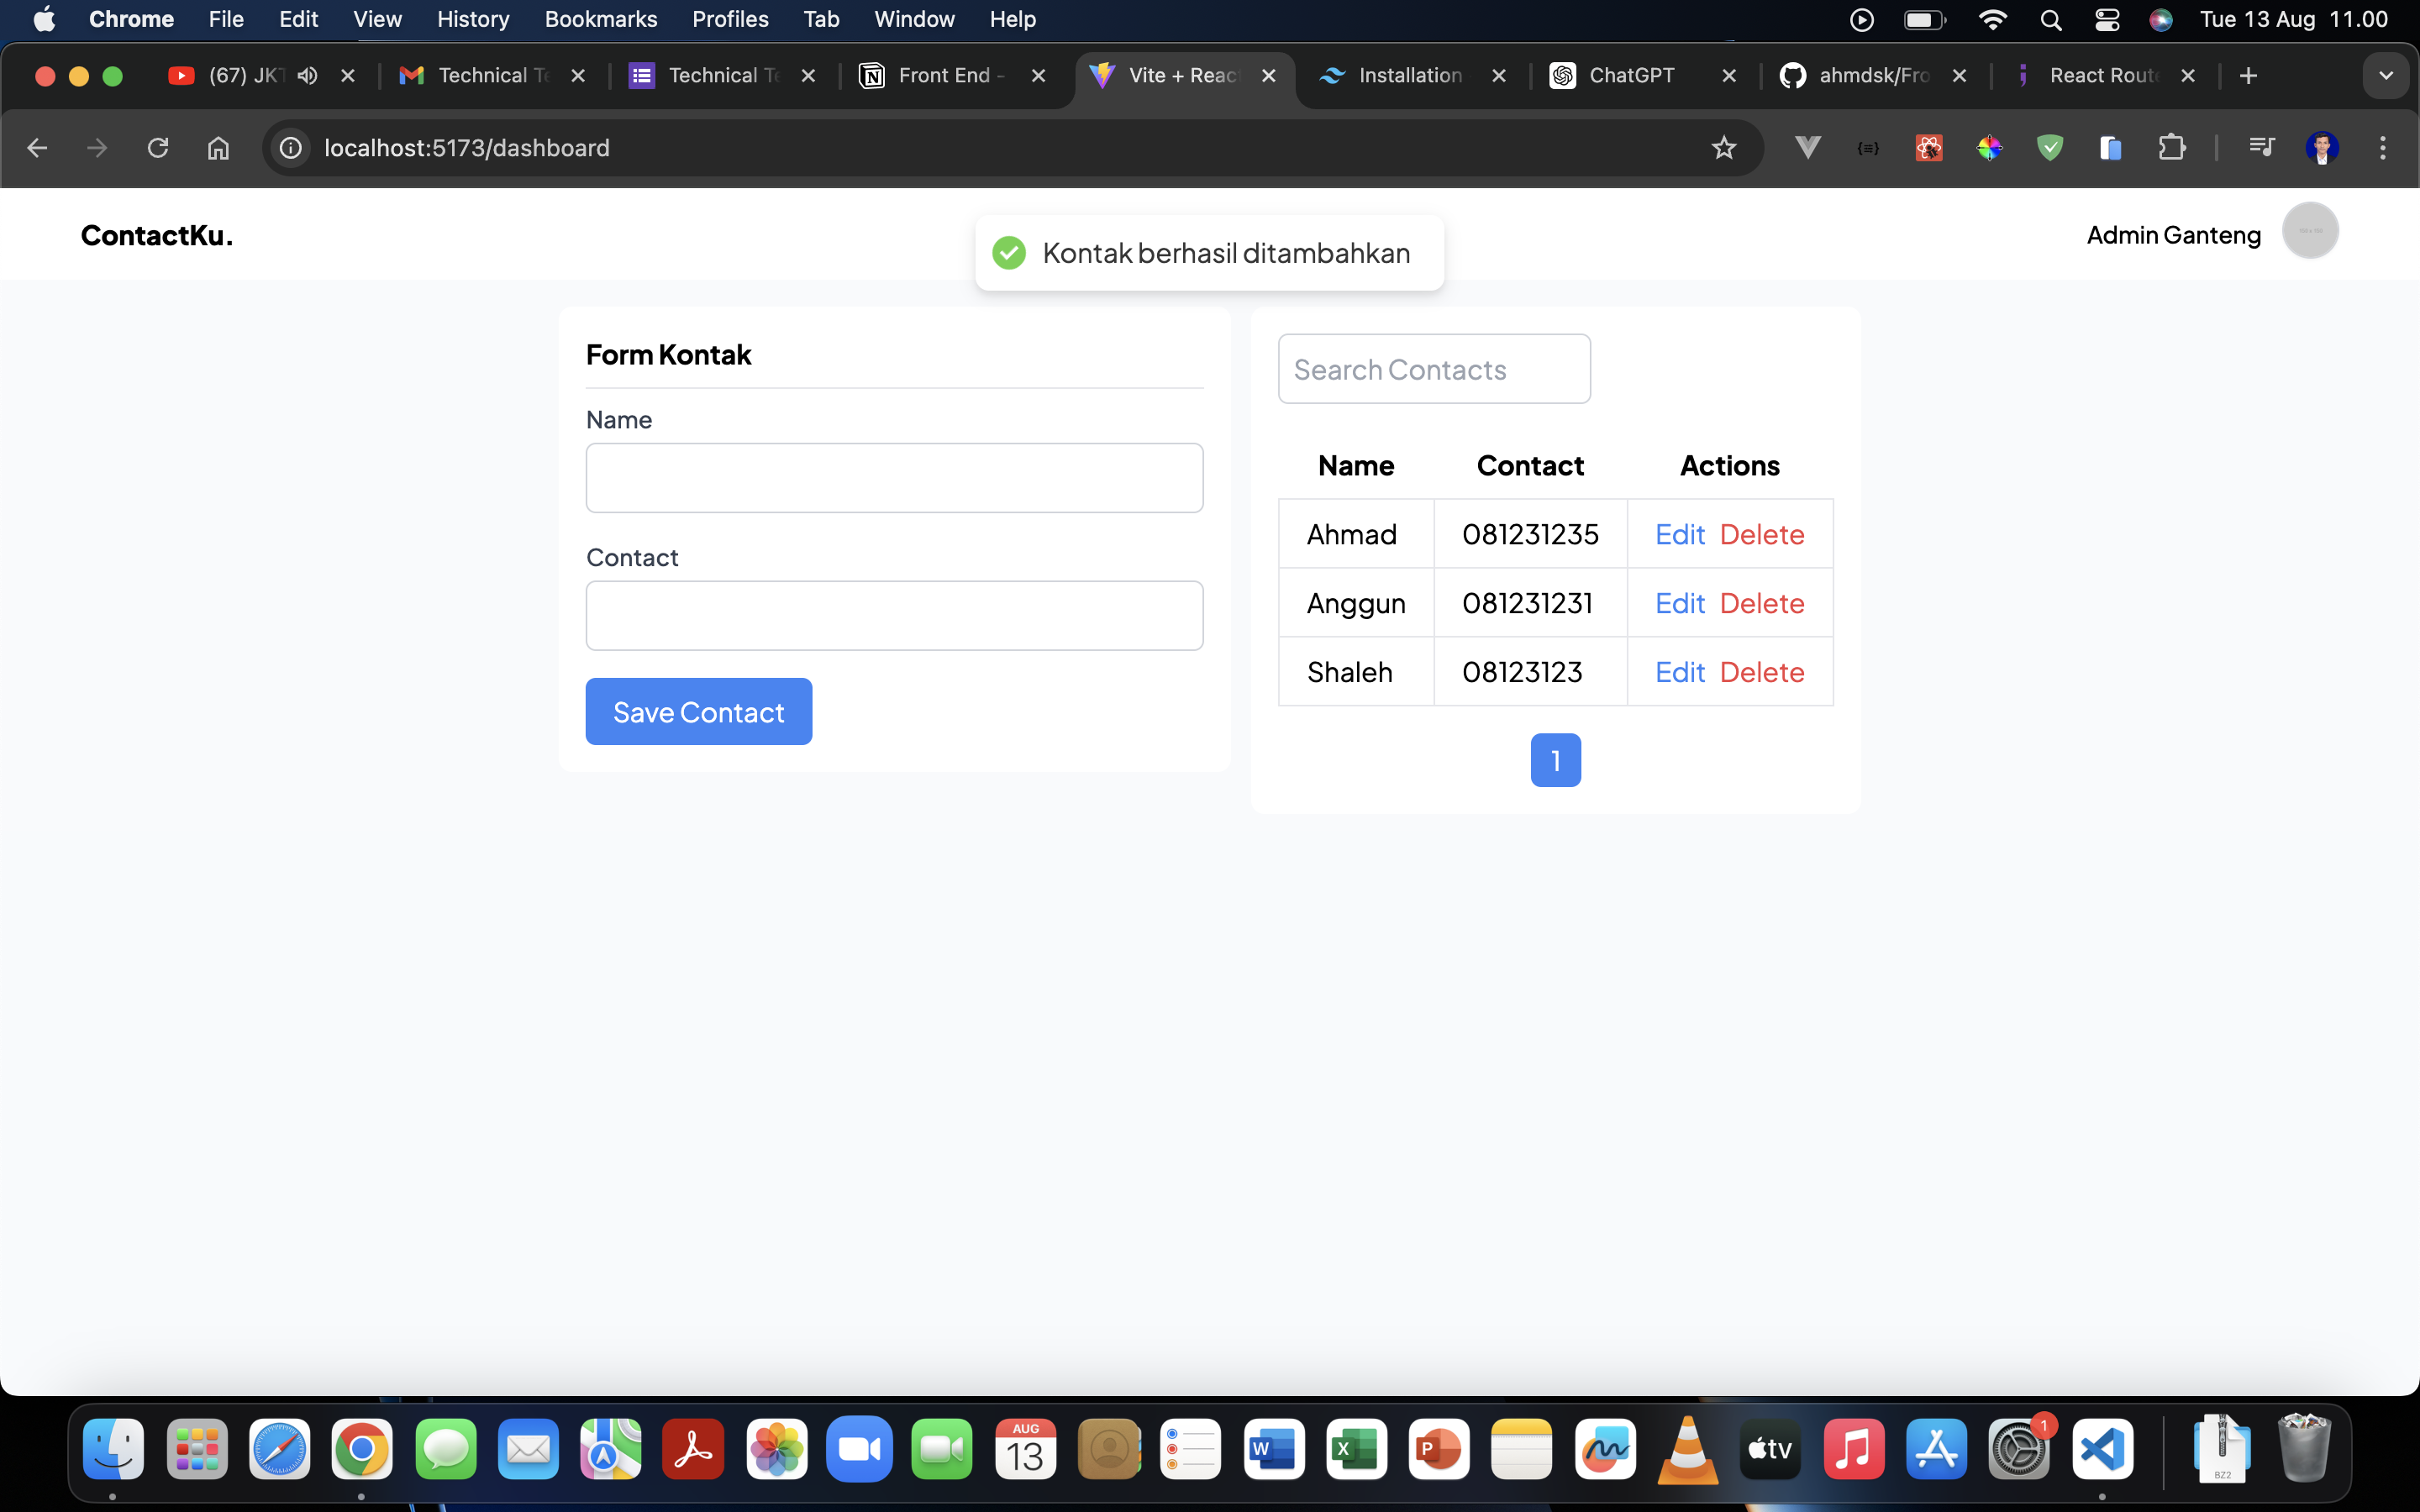 Chrome File Edit View History Bookmarks Profiles Tab Window Help Tue 13 Aug 11.00
(67) JKT Technical Te Technical Te Front End - Vite + Reac Installation ChatGPT ahmdsk/Fro React Route
localhost:5173/dashboard
ContactKu. Admin Ganteng
Kontak berhasil ditambahkan
Form Kontak
Name
Contact
Save Contact
Search Contacts
Name Contact Actions
Ahmad 081231235 Edit Delete
Anggun 081231231 Edit Delete
Shaleh 08123123 Edit Delete
1
AUG
13
W
X
P
tv
1
BZ2